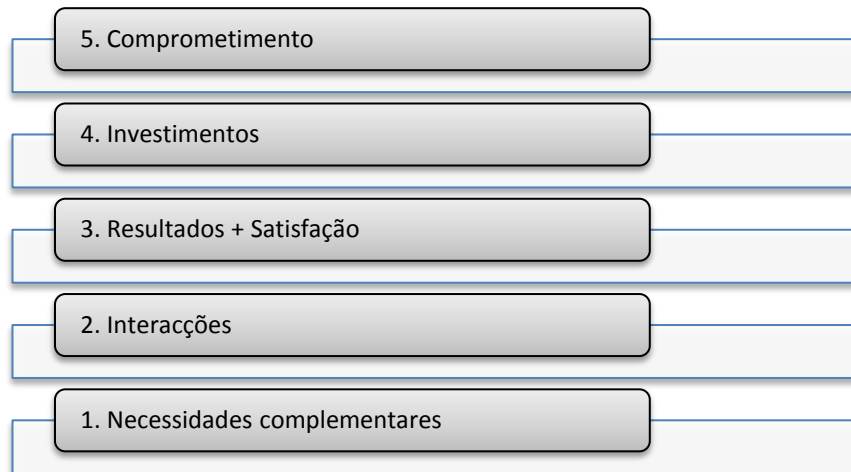 5. Comprometimento
4. Investimentos
3. Resultados + Satisfação
2. Interacções
1. Necessidades complementares